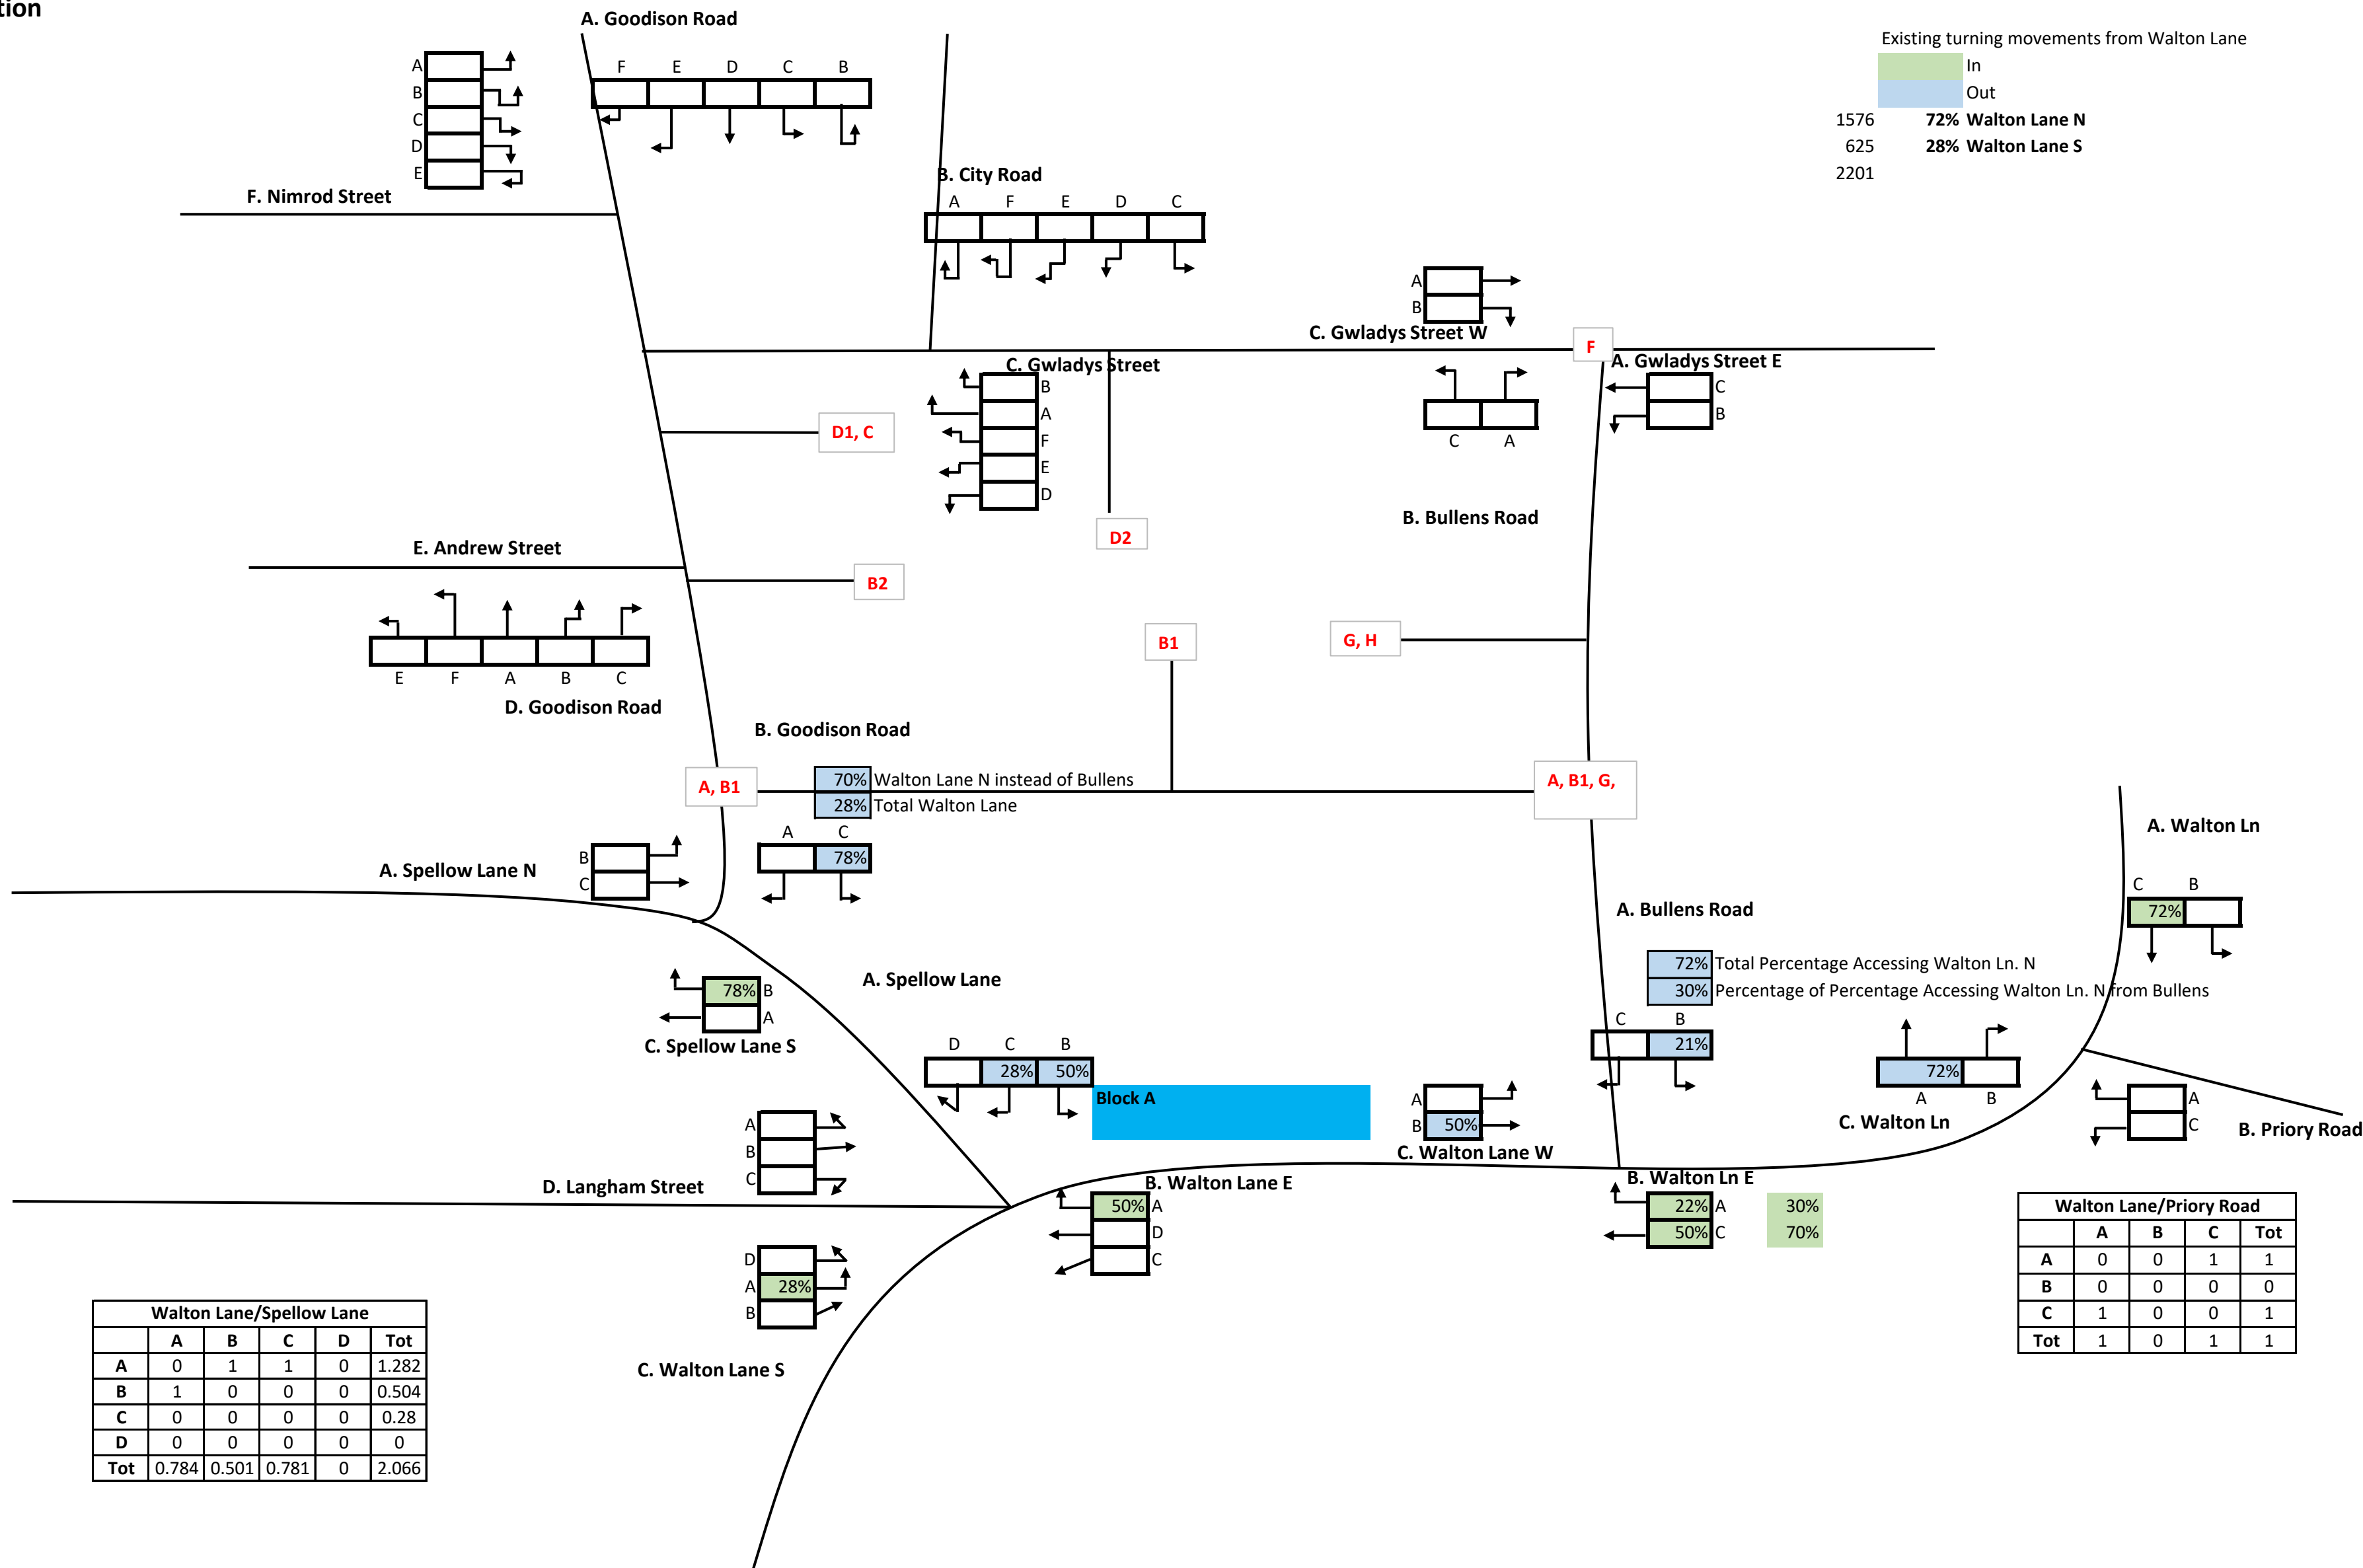 tion
A. Goodison Road
Existing turning movements from Walton Lane
In
Out
1576 72% Walton Lane N
625 28% Walton Lane S
2201
A
B
C
D
E
F E D C B
F. Nimrod Street
B. City Road
A F E D C
A
B
C. Gwladys Street W
F
A. Gwladys Street E
C. Gwladys Street
B
A
F
E
D
C
B
C A
D1, C
D2
B. Bullens Road
E. Andrew Street
B2
E F A B C
D. Goodison Road
B1
G, H
B. Goodison Road
A, B1
70% Walton Lane N instead of Bullens
28% Total Walton Lane
A, B1, G,
A C
78%
B
C
A. Spellow Lane N
A. Walton Ln
C B
72%
A. Bullens Road
72% Total Percentage Accessing Walton Ln. N
30% Percentage of Percentage Accessing Walton Ln. N from Bullens
A. Spellow Lane
78% B
A
C. Spellow Lane S
D C B
28% 50%
Block A
C B
21%
72%
A B
C. Walton Ln
A
C
B. Priory Road
A
B 50%
C. Walton Lane W
A
B
C
D. Langham Street
B. Walton Lane E
50% A
D
C
B. Walton Ln E
22% A 30%
50% C 70%
D
A 28%
B
C. Walton Lane S
Walton Lane/Priory Road
A B C Tot
A 0 0 1 1
B 0 0 0 0
C 1 0 0 1
Tot 1 0 1 1
Walton Lane/Spellow Lane
A B C D Tot
A 0 1 1 0 1.282
B 1 0 0 0 0.504
C 0 0 0 0 0.28
D 0 0 0 0 0
Tot 0.784 0.501 0.781 0 2.066